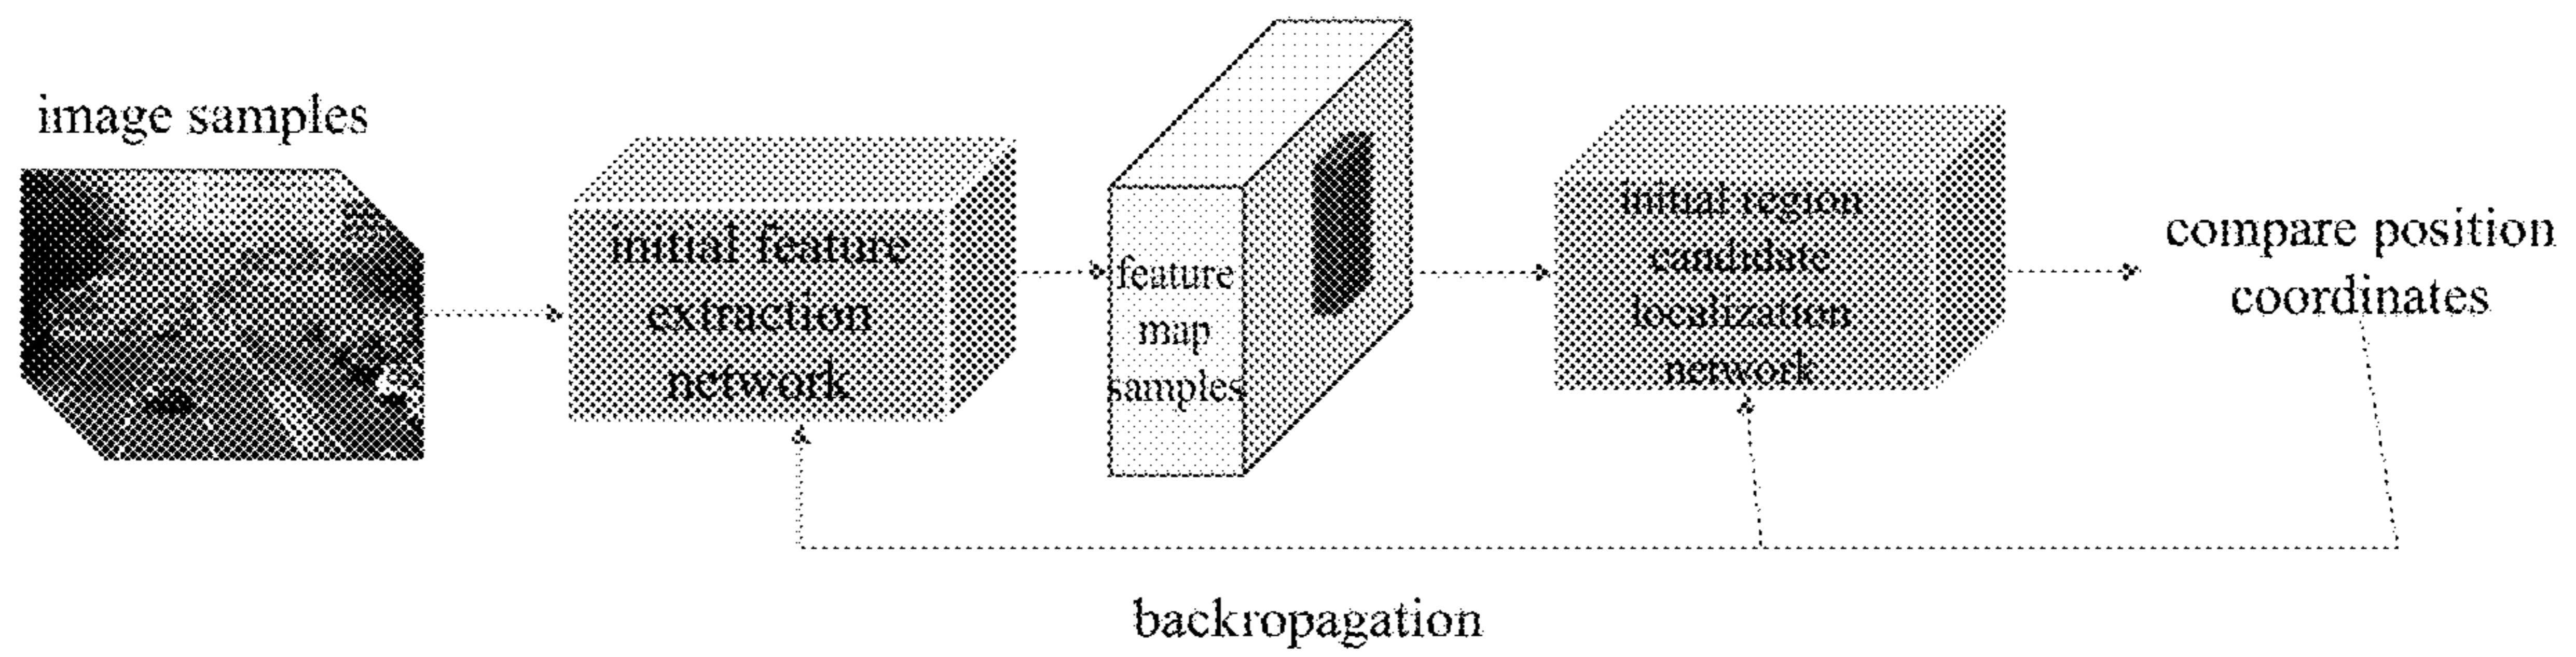 image samples
initial feature
extraction
network
feature
map
samples
initial region
candidate
localization
network
compare position
coordinates
backropagation